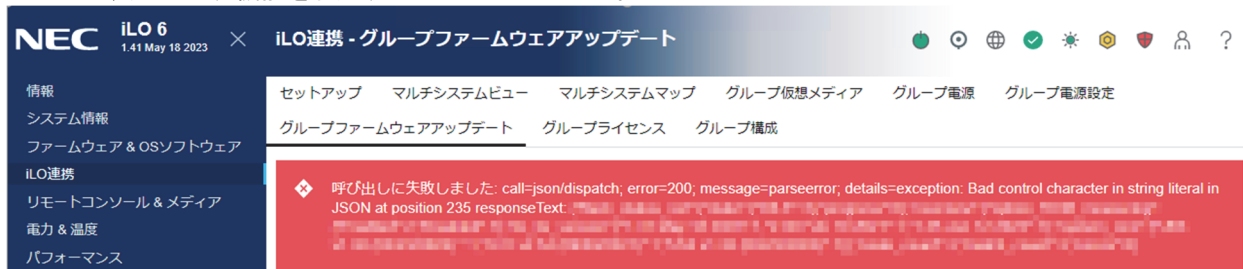 NEC iLO 6
1.41 May 18 2023
iLO連携 - グループファームウェアアップデート
?
情報
システム情報
ファームウェア & OSソフトウェア
iLO連携
リモートコンソール & メディア
電力 & 温度
パフォーマンス
セットアップ マルチシステムビュー マルチシステムマップ グループ仮想メディア グループ電源 グループ電源設定
グループファームウェアアップデート グループライセンス グループ構成
呼び出しに失敗しました: call=json/dispatch; error=200; message=parseerror; details=exception: Bad control character in string literal in
JSON at position 235 responseText: